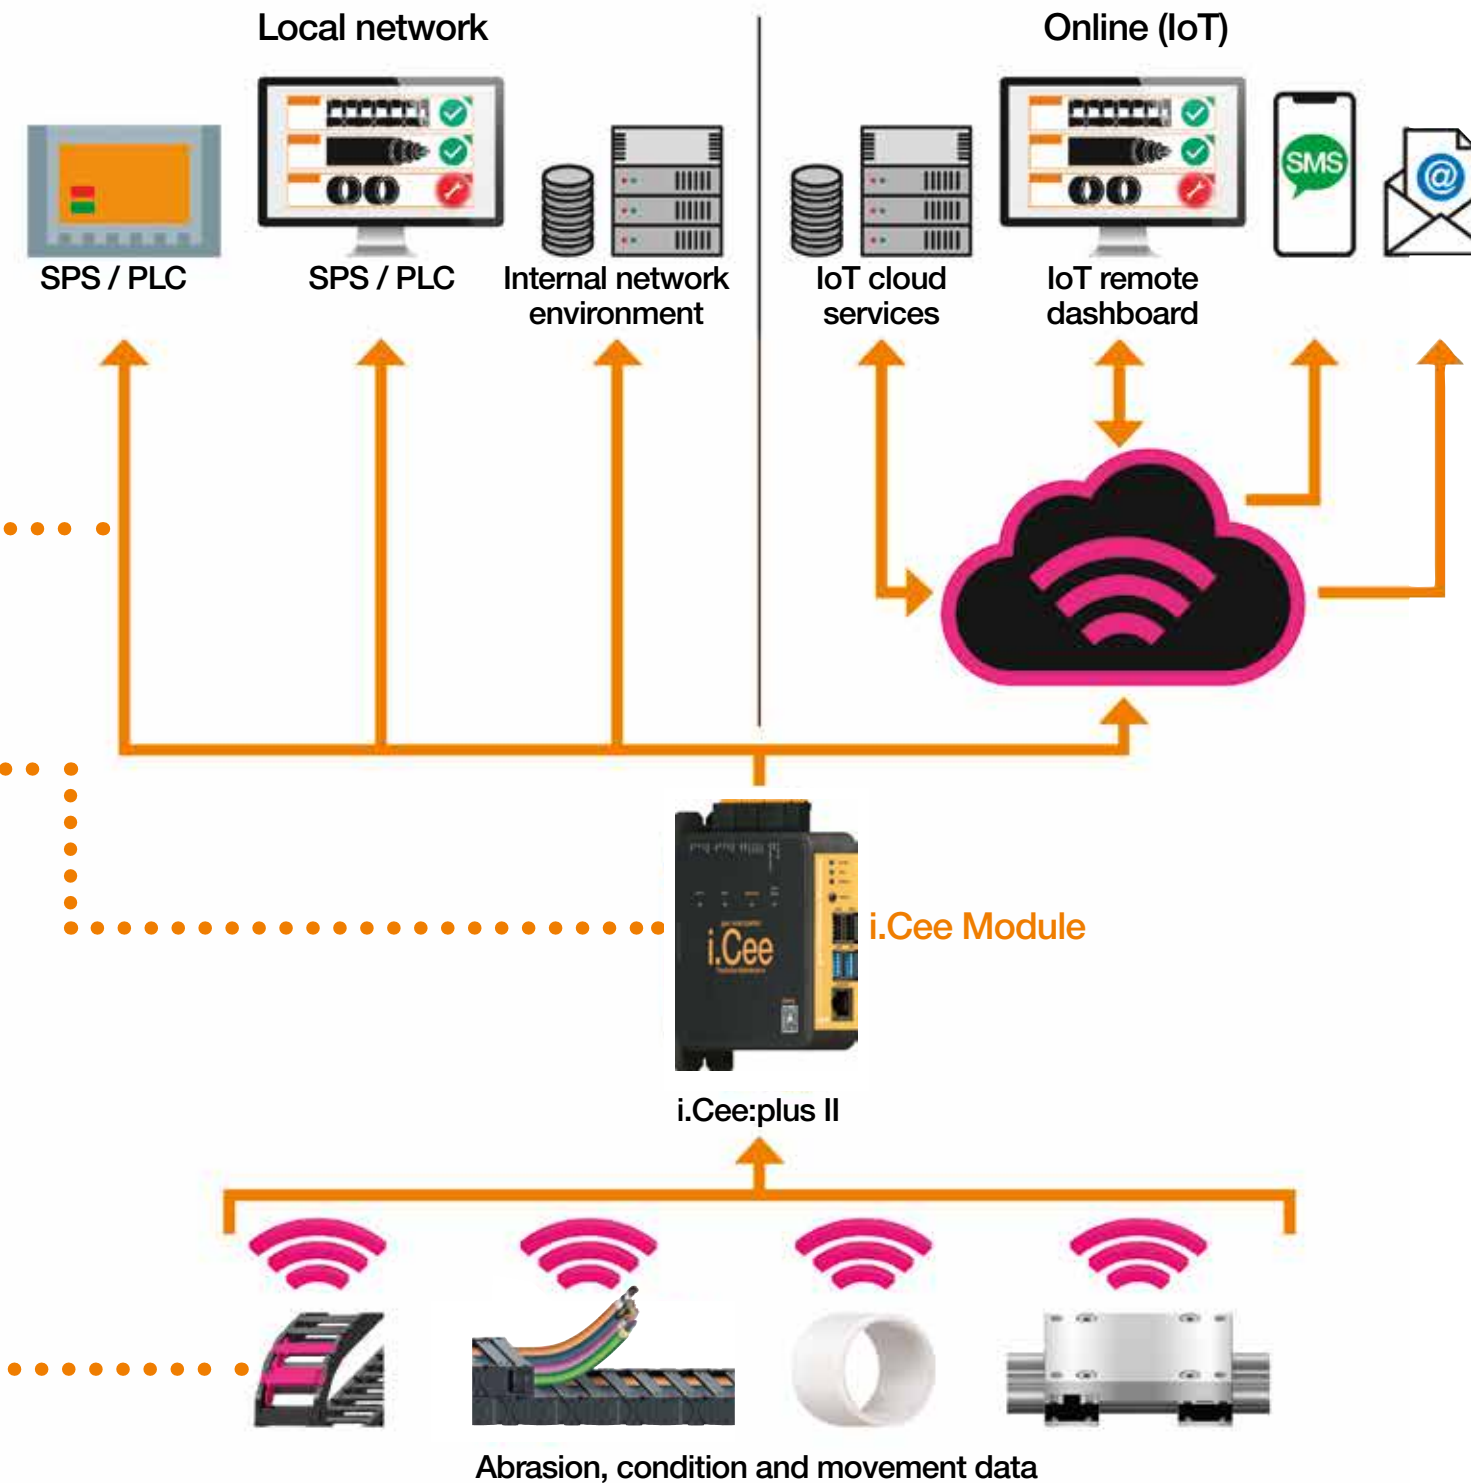 Local network
Online (IoT)
SMS
@
SPS / PLC
SPS / PLC
Internal network
environment
IoT cloud
services
IoT remote
dashboard
i.Cee
i.Cee Module
i.Cee:plus II
Abrasion, condition and movement data